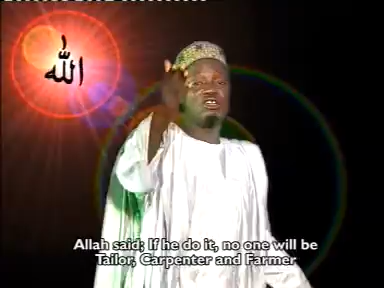 الله
Allah said; If he do it, no one will be
Tailor, Carpenter and Farmer